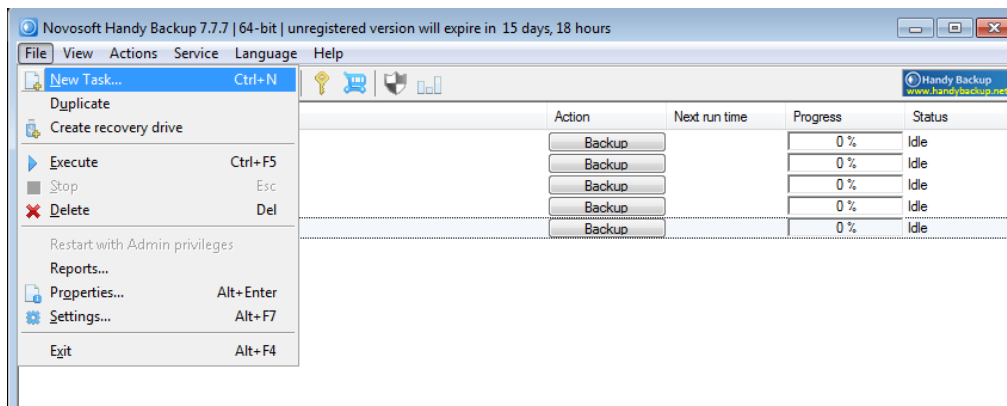 Novosoft Handy Backup 7.7.7 | 64-bit | unregistered version will expire in 15 days, 18 hours
File View Actions Service Language Help
New Task... Ctrl+N
Handy Backup
www.handybackup.net
Duplicate
Action Next run time Progress Status
Create recovery drive
Backup 0 % Idle
Execute Ctrl+F5
Backup 0 % Idle
Stop Esc
Backup 0 % Idle
Delete Del
Backup 0 % Idle
Backup 0 % Idle
Restart with Admin privileges
Reports...
Properties... Alt+Enter
Settings... Alt+F7
Exit Alt+F4